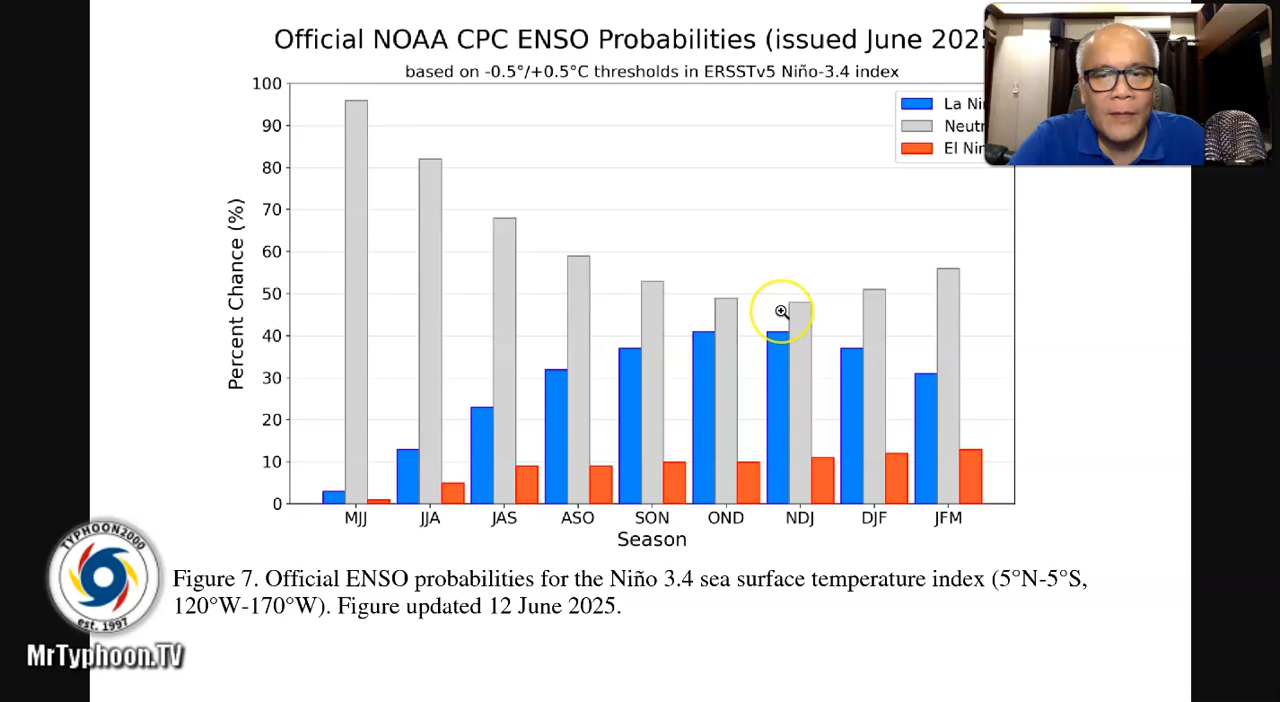 Official NOAA CPC ENSO Probabilities (issued June 202
based on -0.5°/+0.5°C thresholds in ERSSTv5 Niño-3.4 index
La Ni
Neutr
El Nin
Percent Chance (%)
100
90
80
70
60
50
40
30
20
10
0
MJJ JJA JAS ASO SON OND NDJ DJF JFM
Season
Figure 7. Official ENSO probabilities for the Niño 3.4 sea surface temperature index (5°N-5°S,
120°W-170°W). Figure updated 12 June 2025.
TYPHOON2000
est. 1997
MrTyphoon.TV